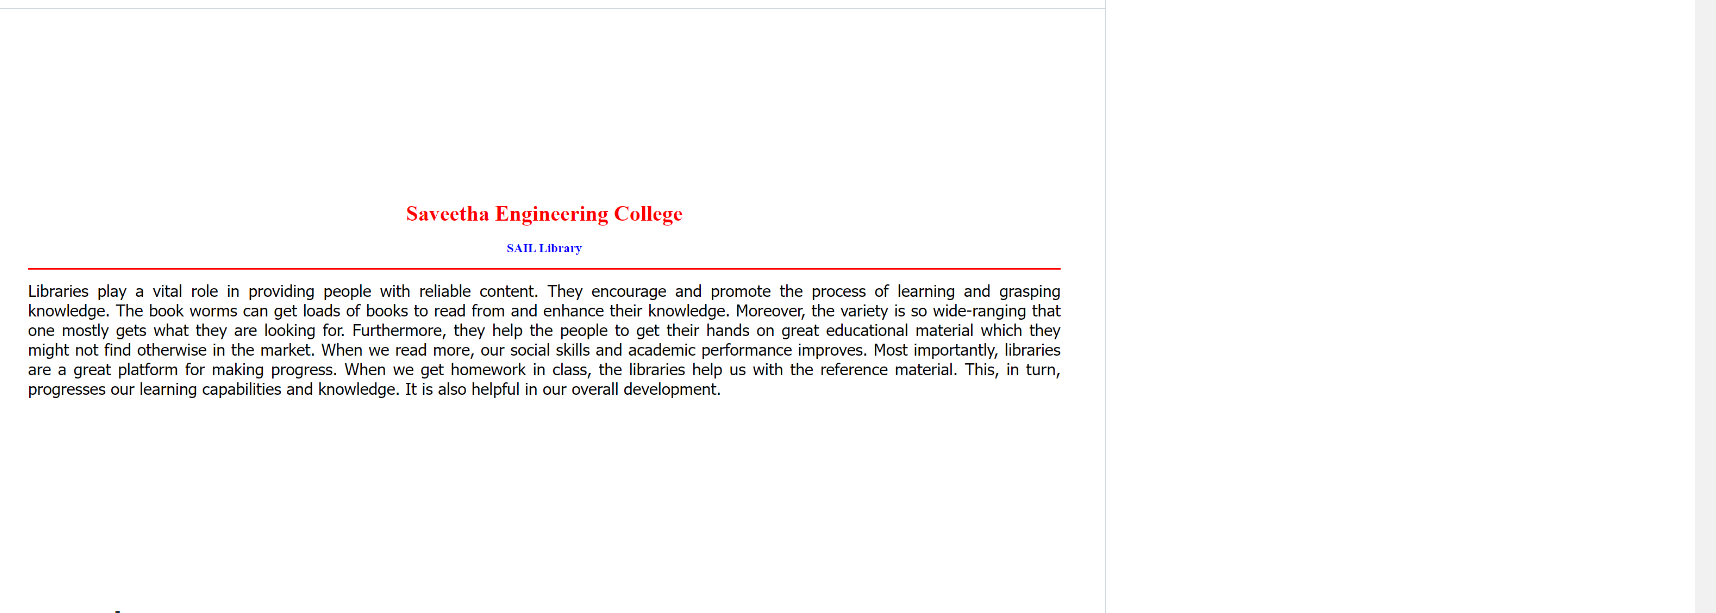 Saveetha Engineering College
SAIL Library
Libraries play a vital role in providing people with reliable content. They encourage and promote the process of learning and grasping
knowledge. The book worms can get loads of books to read from and enhance their knowledge. Moreover, the variety is so wide-ranging that
one mostly gets what they are looking for. Furthermore, they help the people to get their hands on great educational material which they
might not find otherwise in the market. When we read more, our social skills and academic performance improves. Most importantly, libraries
are a great platform for making progress. When we get homework in class, the libraries help us with the reference material. This, in turn,
progresses our learning capabilities and knowledge. It is also helpful in our overall development.